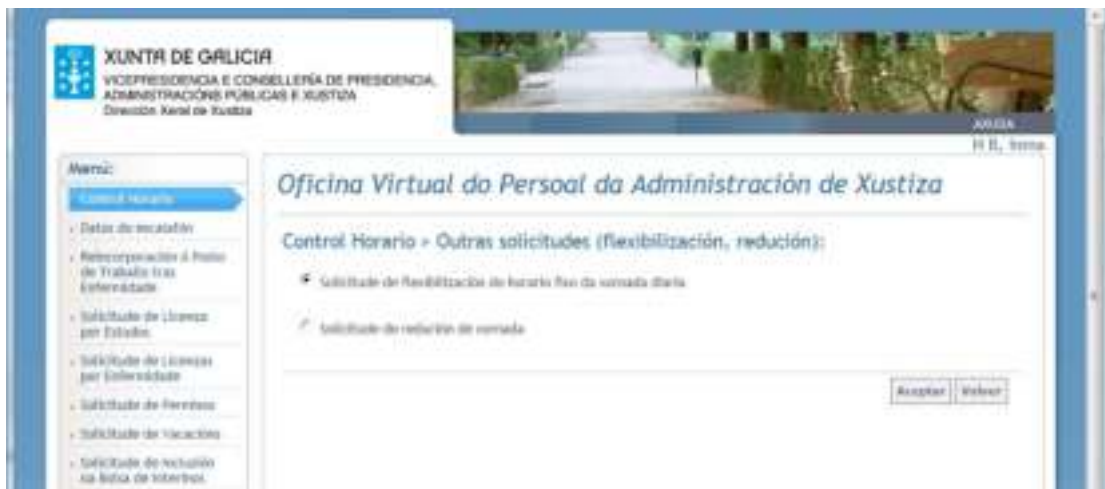 XUNTA DE GALICIA
VICEPRESIDENCIA E CONSELLERÍA DE PRESIDENCIA,
ADMINISTRACIÓNS PÚBLICAS E XUSTIZA
Dirección Xeral de Xustiza
AXUDA
Menú:
Control Horario
Datos do escalafón
Reincorporación ó Posto
de Traballo tras
Enfermidade
Solicitude de Licenza
por Estudos
Solicitude de Licenzas
por Enfermidade
Solicitude de Permisos
Solicitude de Vacacións
Solicitude de inclusión
na Bolsa de Interinos
Oficina Virtual do Persoal da Administración de Xustiza
Control Horario > Outras solicitudes (flexibilización, redución):
Solicitude de flexibilización do horario fixo da xornada diaria
Solicitude de redución de xornada
Aceptar Volver